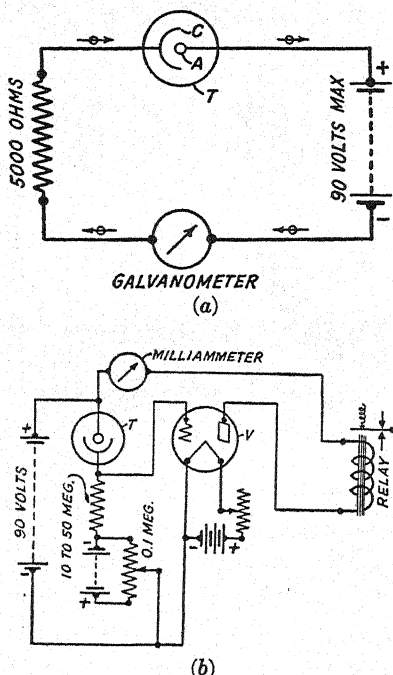 C
A
T
5000 OHMS
+
90 VOLTS MAX
-
GALVANOMETER
(a)
MILLIAMMETER
T
V
+
90 VOLTS
-
10 TO 50 MEG.
0.1 MEG.
-
+
-
+
RELAY
(b)